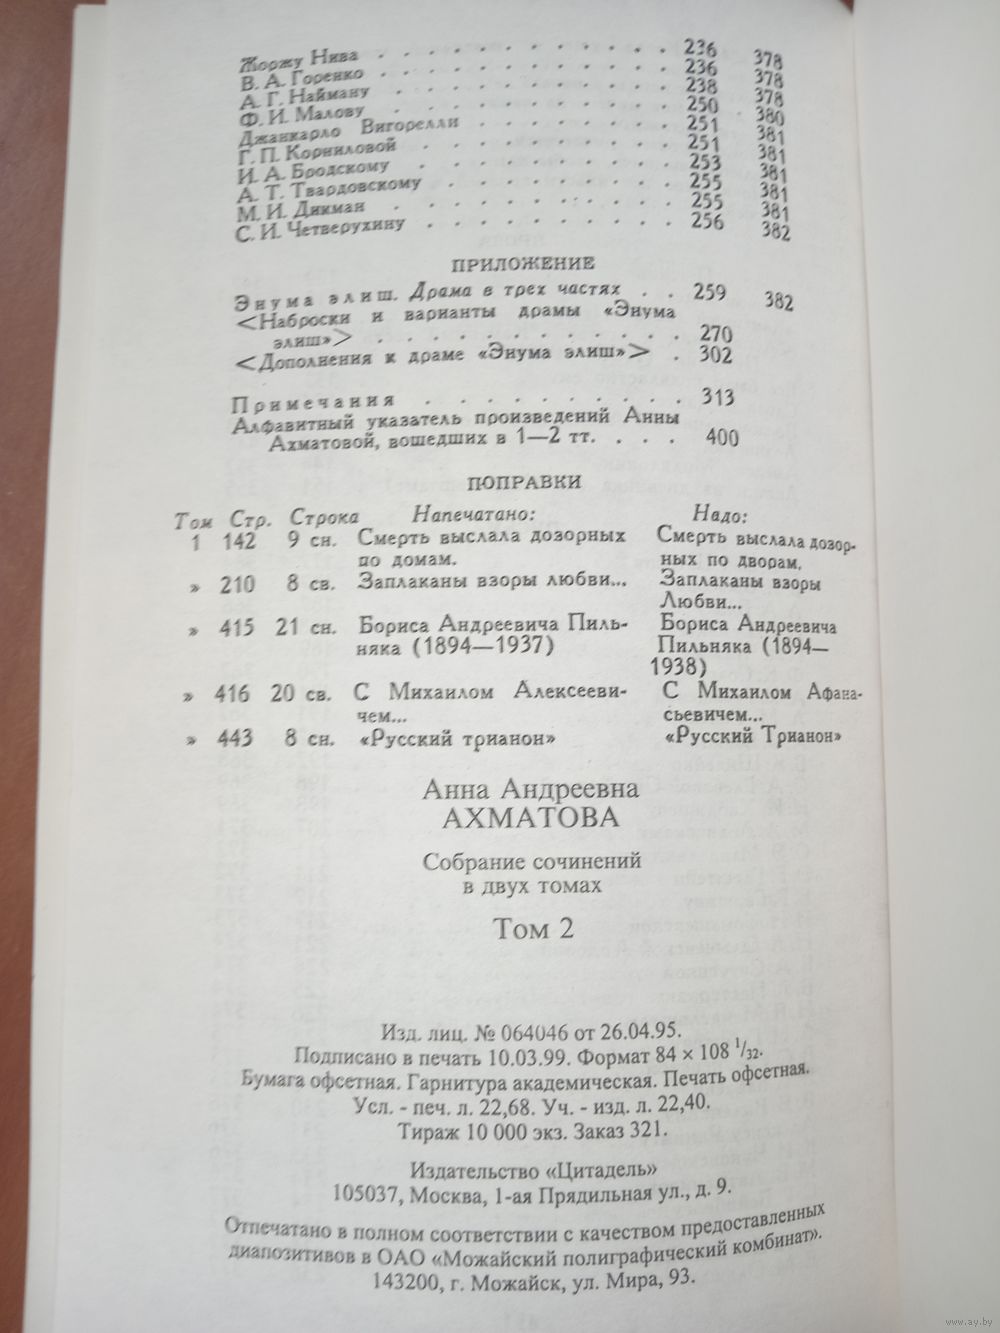 Жоржу Нива . . . . . . . . . . . 236 378
В. А. Горенко . . . . . . . . . . . 236 378
А. Г. Найману . . . . . . . . . . 238 378
Ф. И. Малову . . . . . . . . . . 250 380
Джанкарло Вигорелли . . . . . . . 251 381
Г. П. Корниловой . . . . . . . . . 251 381
И. А. Бродскому . . . . . . . . . 253 381
А. Т. Твардовскому . . . . . . . . 255 381
М. И. Дикман . . . . . . . . . . 255 381
С. И. Четверухину . . . . . . . . . 256 382
ПРИЛОЖЕНИЕ
Энума элиш. Драма в трех частях . . 259 382
<Наброски и варианты драмы «Энума
элиш»> . . . . . . . . . . . 270
<Дополнения к драме «Энума элиш»> . 302
Примечания . . . . . . . . . 313
Алфавитный указатель произведений Анны
Ахматовой, вошедших в 1—2 тт. . . . 400
ПОПРАВКИ
Том Стр. Строка Напечатано: Надо:
1 142 9 сн. Смерть выслала дозорных Смерть выслала дозор-
по домам. ных по дворам,
» 210 8 св. Заплаканы взоры любви... Заплаканы взоры
Любви...
» 415 21 сн. Бориса Андреевича Пиль- Бориса Андреевича
няка (1894—1937) Пильняка (1894—
1938)
» 416 20 св. С Михаилом Алексееви- С Михаилом Афана-
чем... сьевичем...
» 443 8 сн. «Русский трианон» «Русский Трианон»
Анна Андреевна
АХМАТОВА
Собрание сочинений
в двух томах
Том 2
Изд. лиц. № 064046 от 26.04.95.
Подписано в печать 10.03.99. Формат 84 × 108 1/32.
Бумага офсетная. Гарнитура академическая. Печать офсетная.
Усл. - печ. л. 22,68. Уч. - изд. л. 22,40.
Тираж 10 000 экз. Заказ 321.
Издательство «Цитадель»
105037, Москва, 1-ая Прядильная ул., д. 9.
Отпечатано в полном соответствии с качеством предоставленных
диапозитивов в ОАО «Можайский полиграфический комбинат».
143200, г. Можайск, ул. Мира, 93.
www.ay.by